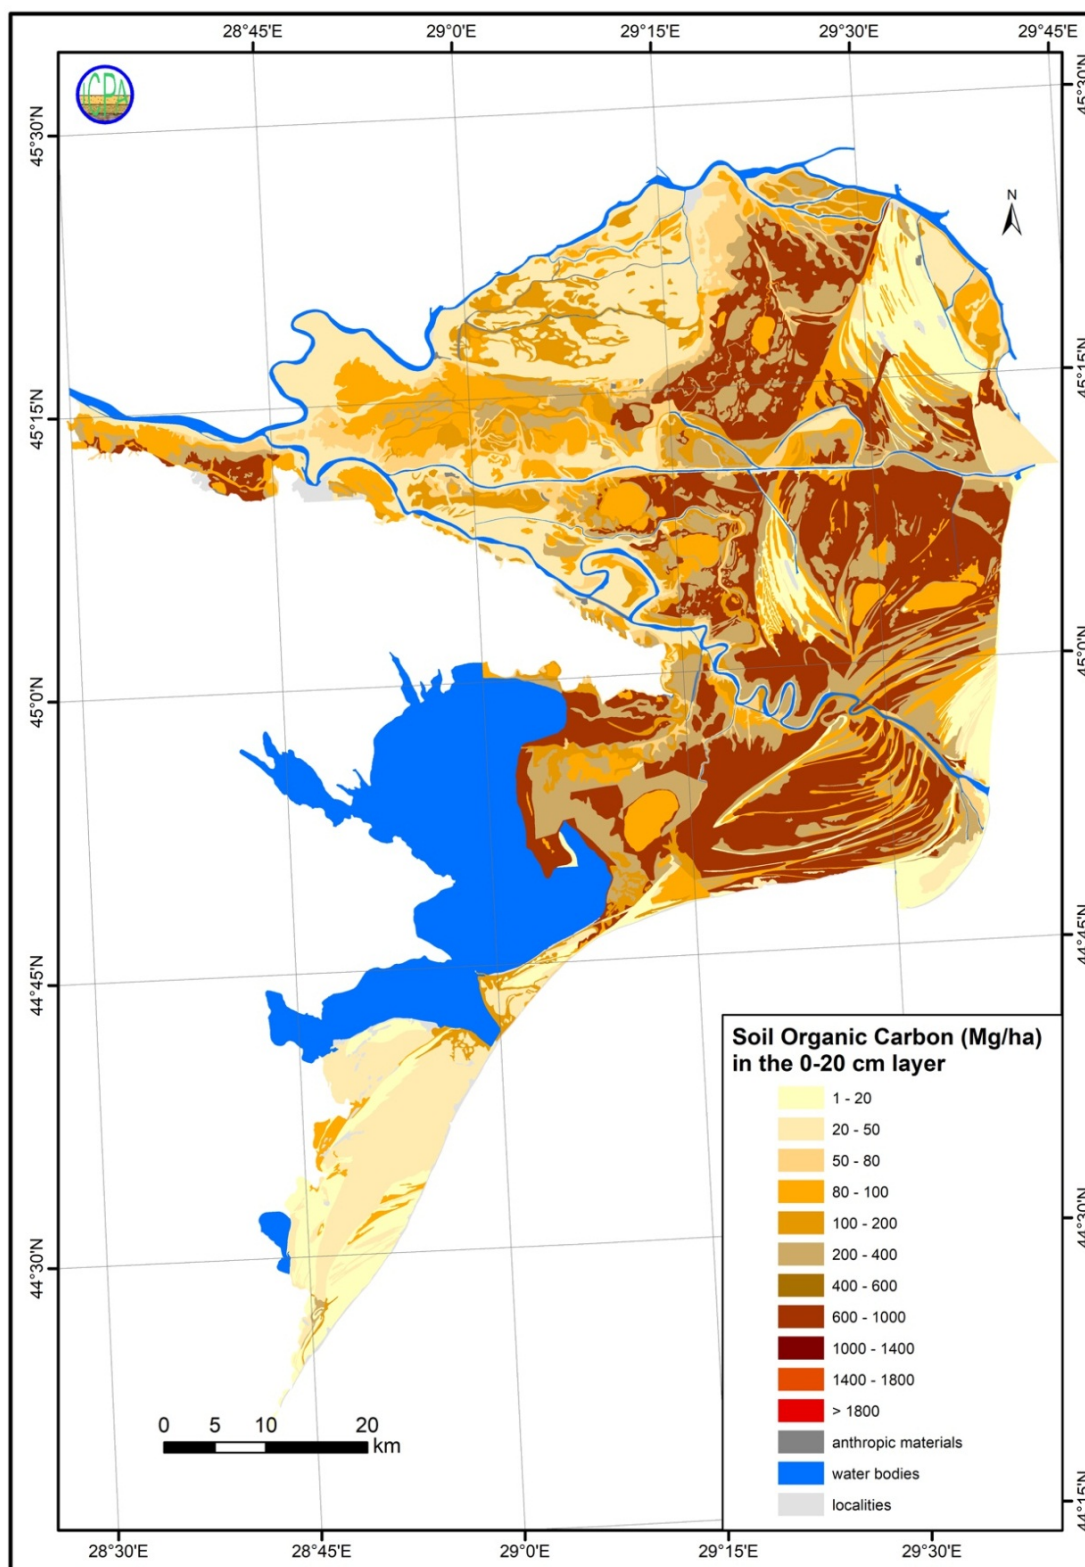 28°45'E 29°0'E 29°15'E 29°30'E 29°45'E
ICPA
45°30'N 45°30'N
N
45°15'N 45°15'N
45°0'N 45°0'N
44°45'N 44°45'N
44°30'N 44°30'N
44°15'N
Soil Organic Carbon (Mg/ha)
in the 0-20 cm layer
1 - 20
20 - 50
50 - 80
80 - 100
100 - 200
200 - 400
400 - 600
600 - 1000
1000 - 1400
1400 - 1800
> 1800
anthropic materials
water bodies
localities
0 5 10 20
km
28°30'E 28°45'E 29°0'E 29°15'E 29°30'E